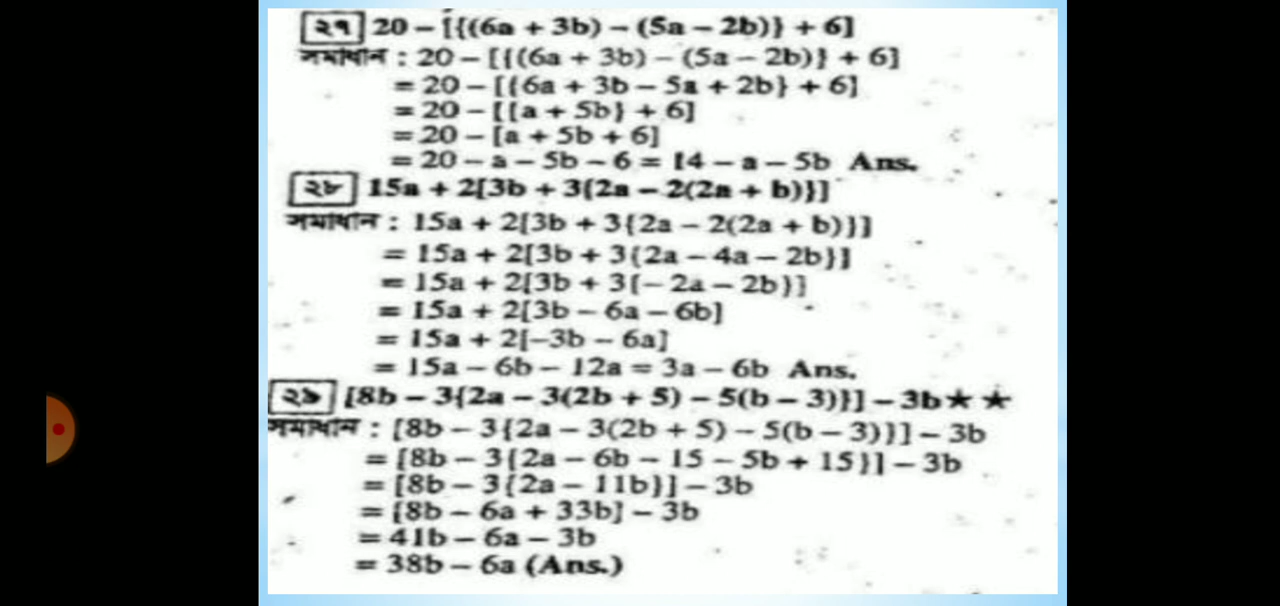 ২৭ 20 – [{(6a + 3b) – (5a – 2b)} + 6]
সমাধান : 20 – [{(6a + 3b) – (5a – 2b)} + 6]
= 20 – [{6a + 3b – 5a + 2b} + 6]
= 20 – [{a + 5b} + 6]
= 20 – [a + 5b + 6]
= 20 – a – 5b – 6 = 14 – a – 5b Ans.
২৮ 15a + 2[3b + 3{2a – 2(2a + b)}]
সমাধান : 15a + 2[3b + 3{2a – 2(2a + b)}]
= 15a + 2[3b + 3{2a – 4a – 2b}]
= 15a + 2[3b + 3{– 2a – 2b}]
= 15a + 2[3b – 6a – 6b]
= 15a + 2[–3b – 6a]
= 15a – 6b – 12a = 3a – 6b Ans.
২৯ [8b – 3{2a – 3(2b + 5) – 5(b – 3)}] – 3b★ ★
সমাধান : [8b – 3{2a – 3(2b + 5) – 5(b – 3)}] – 3b
= [8b – 3{2a – 6b – 15 – 5b + 15}] – 3b
= [8b – 3{2a – 11b}] – 3b
= [8b – 6a + 33b] – 3b
= 41b – 6a – 3b
= 38b – 6a (Ans.)